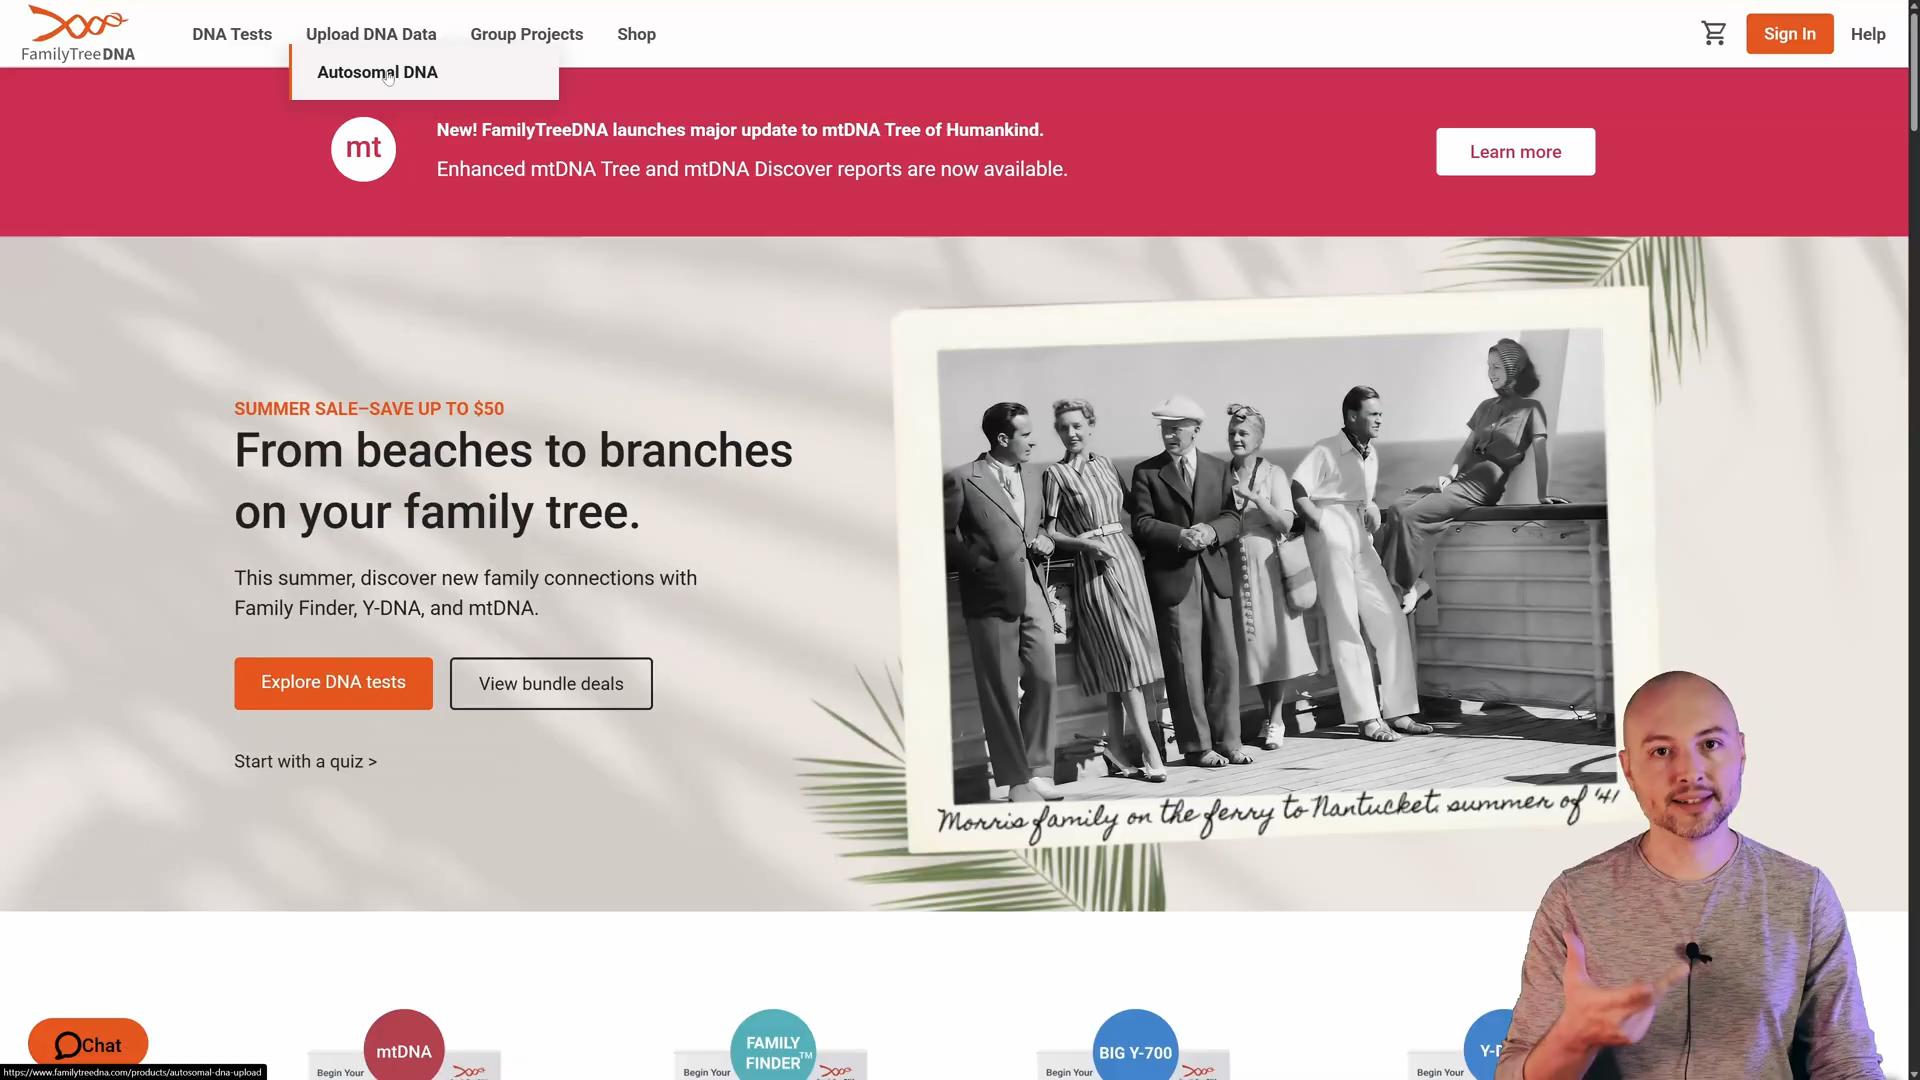 FamilyTreeDNA
DNA Tests
Upload DNA Data
Group Projects
Shop
Sign In
Help
Autosomal DNA
mt
New! FamilyTreeDNA launches major update to mtDNA Tree of Humankind.
Enhanced mtDNA Tree and mtDNA Discover reports are now available.
Learn more
SUMMER SALE–SAVE UP TO $50
From beaches to branches
on your family tree.
This summer, discover new family connections with
Family Finder, Y-DNA, and mtDNA.
Explore DNA tests
View bundle deals
Start with a quiz >
Morris family on the ferry to Nantucket, summer of '41
Chat
mtDNA
Begin Your
FAMILY
FINDER™
Begin Your
BIG Y-700
Begin Your
Begin Your
https://www.familytreedna.com/products/autosomal-dna-upload